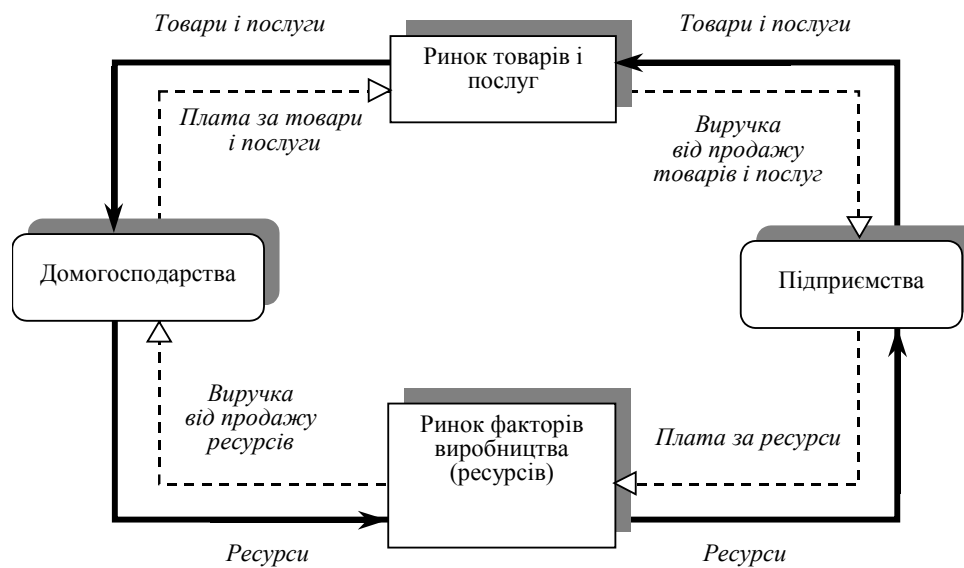 Товари і послуги
Товари і послуги
Ринок товарів і
послуг
Плата за товари
і послуги
Виручка
від продажу
товарів і послуг
Домогосподарства
Підприємства
Виручка
від продажу
ресурсів
Ринок факторів
виробництва
(ресурсів)
Плата за ресурси
Ресурси
Ресурси